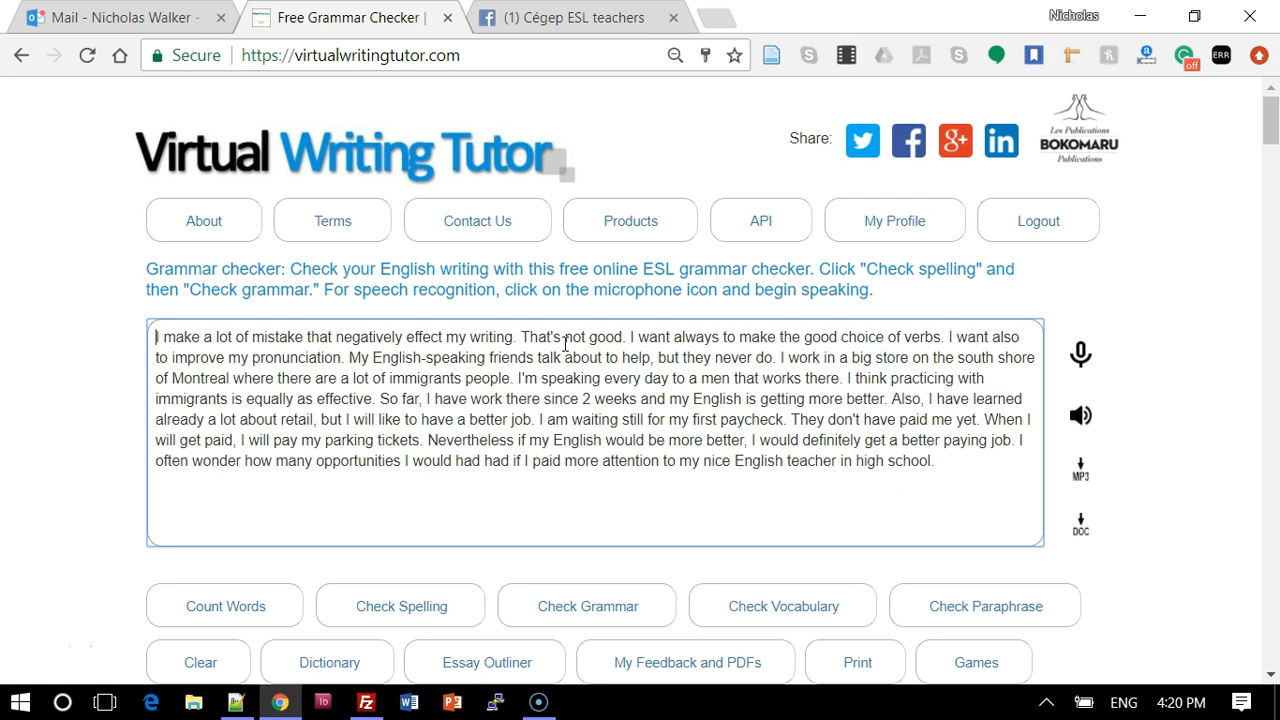 Mail - Nicholas Walker - Free Grammar Checker | (1) Cégep ESL teachers Nicholas
Secure https://virtualwritingtutor.com off ERR
Virtual Writing Tutor Share: Les Publications BOKOMARU Publications
About Terms Contact Us Products API My Profile Logout
Grammar checker: Check your English writing with this free online ESL grammar checker. Click "Check spelling" and
then "Check grammar." For speech recognition, click on the microphone icon and begin speaking.
I make a lot of mistake that negatively effect my writing. That's not good. I want always to make the good choice of verbs. I want also
to improve my pronunciation. My English-speaking friends talk about to help, but they never do. I work in a big store on the south shore
of Montreal where there are a lot of immigrants people. I'm speaking every day to a men that works there. I think practicing with
immigrants is equally as effective. So far, I have work there since 2 weeks and my English is getting more better. Also, I have learned
already a lot about retail, but I will like to have a better job. I am waiting still for my first paycheck. They don't have paid me yet. When I
will get paid, I will pay my parking tickets. Nevertheless if my English would be more better, I would definitely get a better paying job. I
often wonder how many opportunities I would had had if I paid more attention to my nice English teacher in high school.
MP3
DOC
Count Words Check Spelling Check Grammar Check Vocabulary Check Paraphrase
Clear Dictionary Essay Outliner My Feedback and PDFs Print Games
ENG 4:20 PM